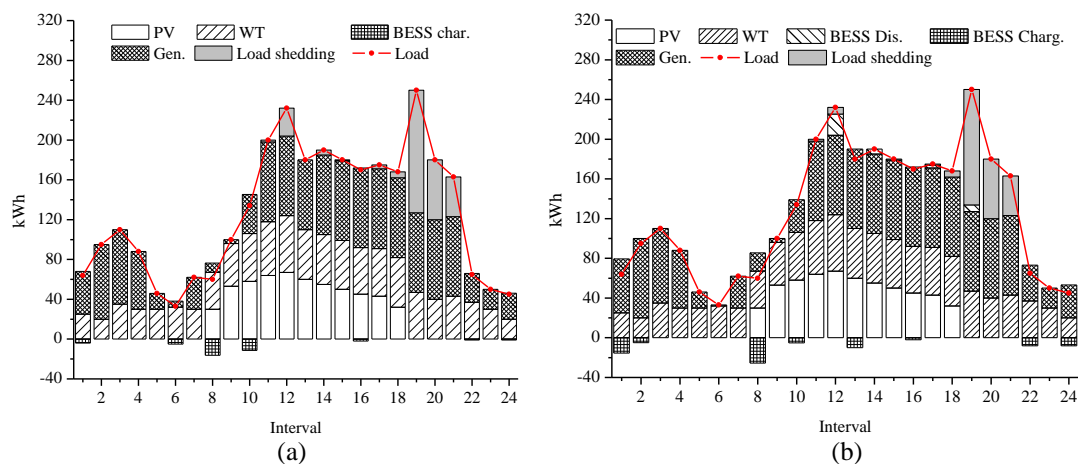 320
280
240
200
160
120
80
40
0
-40
kWh
PV WT BESS char.
Gen. Load shedding Load
2 4 6 8 10 12 14 16 18 20 22 24
Interval
(a)
320
280
240
200
160
120
80
40
0
-40
kWh
PV WT BESS Dis. BESS Charg.
Gen. Load Load shedding
2 4 6 8 10 12 14 16 18 20 22 24
Interval
(b)